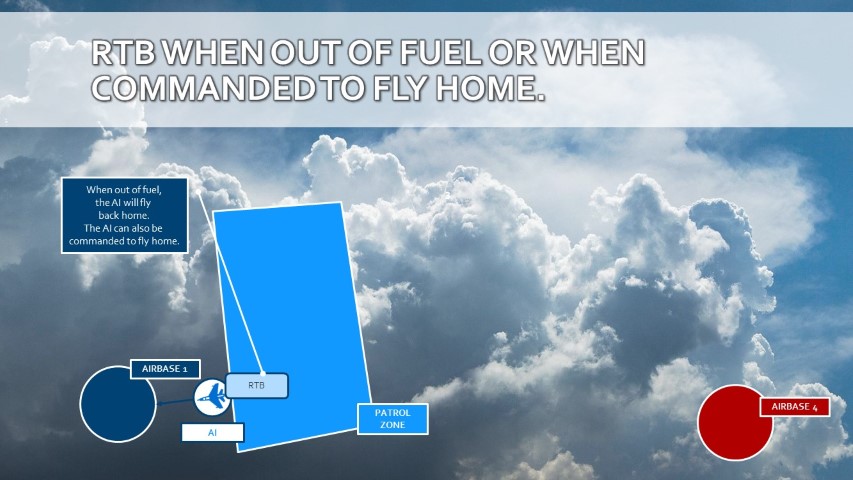 RTB WHEN OUT OF FUEL OR WHEN
COMMANDED TO FLY HOME.
When out of fuel,
the AI will fly
back home.
The AI can also be
commanded to fly home.
AIRBASE 1
RTB
AI
PATROL
ZONE
AIRBASE 4